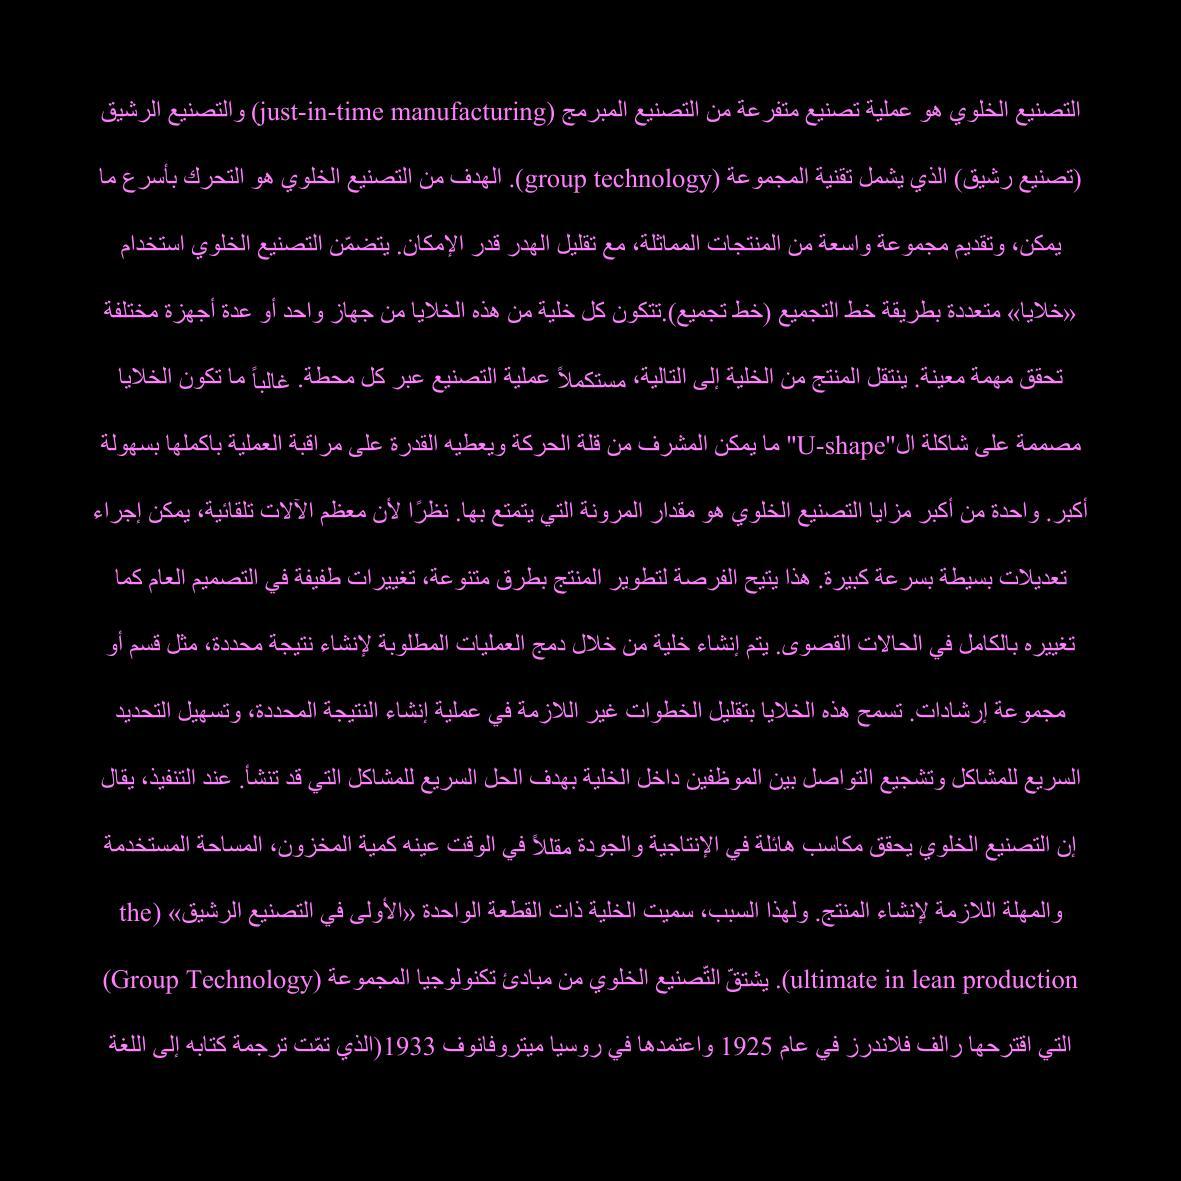 التصنيع الخلوي هو عملية تصنيع متفرعة من التصنيع المبرمج (just-in-time manufacturing) والتصنيع الرشيق
(تصنيع رشيق) الذي يشمل تقنية المجموعة (group technology). الهدف من التصنيع الخلوي هو التحرك بأسرع ما
يمكن، وتقديم مجموعة واسعة من المنتجات المماثلة، مع تقليل الهدر قدر الإمكان. يتضمّن التصنيع الخلوي استخدام
«خلايا» متعددة بطريقة خط التجميع (خط تجميع).تتكون كل خلية من هذه الخلايا من جهاز واحد أو عدة أجهزة مختلفة
تحقق مهمة معينة. ينتقل المنتج من الخلية إلى التالية، مستكملاً عملية التصنيع عبر كل محطة. غالباً ما تكون الخلايا
مصممة على شاكلة ال"U-shape" ما يمكن المشرف من قلة الحركة ويعطيه القدرة على مراقبة العملية باكملها بسهولة
أكبر. واحدة من أكبر مزايا التصنيع الخلوي هو مقدار المرونة التي يتمتع بها. نظرًا لأن معظم الآلات تلقائية، يمكن إجراء
تعديلات بسيطة بسرعة كبيرة. هذا يتيح الفرصة لتطوير المنتج بطرق متنوعة، تغييرات طفيفة في التصميم العام كما
تغييره بالكامل في الحالات القصوى. يتم إنشاء خلية من خلال دمج العمليات المطلوبة لإنشاء نتيجة محددة، مثل قسم أو
مجموعة إرشادات. تسمح هذه الخلايا بتقليل الخطوات غير اللازمة في عملية إنشاء النتيجة المحددة، وتسهيل التحديد
السريع للمشاكل وتشجيع التواصل بين الموظفين داخل الخلية بهدف الحل السريع للمشاكل التي قد تنشأ. عند التنفيذ، يقال
إن التصنيع الخلوي يحقق مكاسب هائلة في الإنتاجية والجودة مقللاً في الوقت عينه كمية المخزون، المساحة المستخدمة
والمهلة اللازمة لإنشاء المنتج. ولهذا السبب، سميت الخلية ذات القطعة الواحدة «الأولى في التصنيع الرشيق» (the
ultimate in lean production). يشتقّ التّصنيع الخلوي من مبادئ تكنولوجيا المجموعة (Group Technology)
التي اقترحها رالف فلاندرز في عام 1925 واعتمدها في روسيا ميتروفانوف 1933(الذي تمّت ترجمة كتابه إلى اللغة